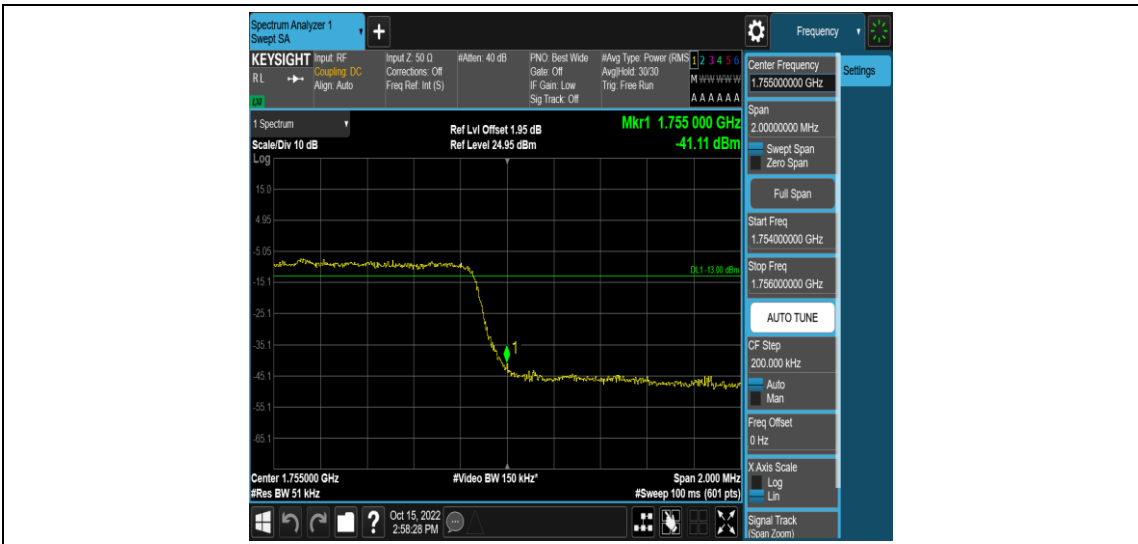 Spectrum Analyzer 1
Swept SA
+
Frequency
KEYSIGHT
RL
LXI
Input: RF
Coupling: DC
Align: Auto
Input Z: 50 Ω
Corrections: Off
Freq Ref: Int (S)
#Atten: 40 dB
PNO: Best Wide
Gate: Off
IF Gain: Low
Sig Track: Off
#Avg Type: Power (RMS
Avg|Hold: 30/30
Trig: Free Run
1 2 3 4 5 6
M W W W W W
A A A A A A
1 Spectrum
Scale/Div 10 dB
Log
Ref Lvl Offset 1.95 dB
Ref Level 24.95 dBm
Mkr1 1.755 000 GHz
-41.11 dBm
15.0
4.95
-5.05
-15.1
-25.1
-35.1
-45.1
-55.1
-65.1
DL1 -13.00 dBm
1
Center 1.755000 GHz
#Res BW 51 kHz
#Video BW 150 kHz*
Span 2.000 MHz
#Sweep 100 ms (601 pts)
?
Oct 15, 2022
2:58:28 PM
Center Frequency
1.755000000 GHz
Settings
Span
2.00000000 MHz
Swept Span
Zero Span
Full Span
Start Freq
1.754000000 GHz
Stop Freq
1.756000000 GHz
AUTO TUNE
CF Step
200.000 kHz
Auto
Man
Freq Offset
0 Hz
X Axis Scale
Log
Lin
Signal Track
(Span Zoom)